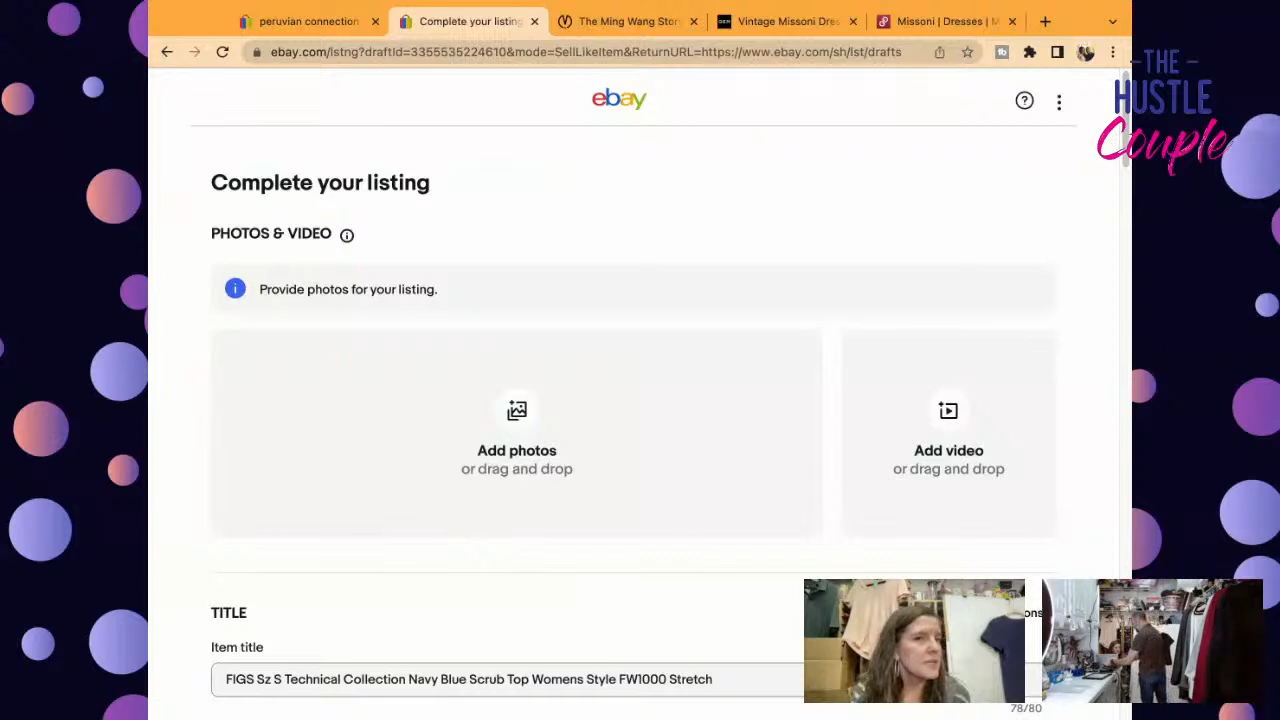 peruvian connection
Complete your listing
The Ming Wang Stor
Vintage Missoni Dres
Missoni | Dresses | M
ebay.com/lstng?draftId=3355535224610&mode=SellLikeItem&ReturnURL=https://www.ebay.com/sh/lst/drafts
- THE -
HUSTLE
Couple
ebay
Complete your listing
PHOTOS & VIDEO
Provide photos for your listing.
Add photos
or drag and drop
Add video
or drag and drop
TITLE
ons
Item title
FIGS Sz S Technical Collection Navy Blue Scrub Top Womens Style FW1000 Stretch
78/80